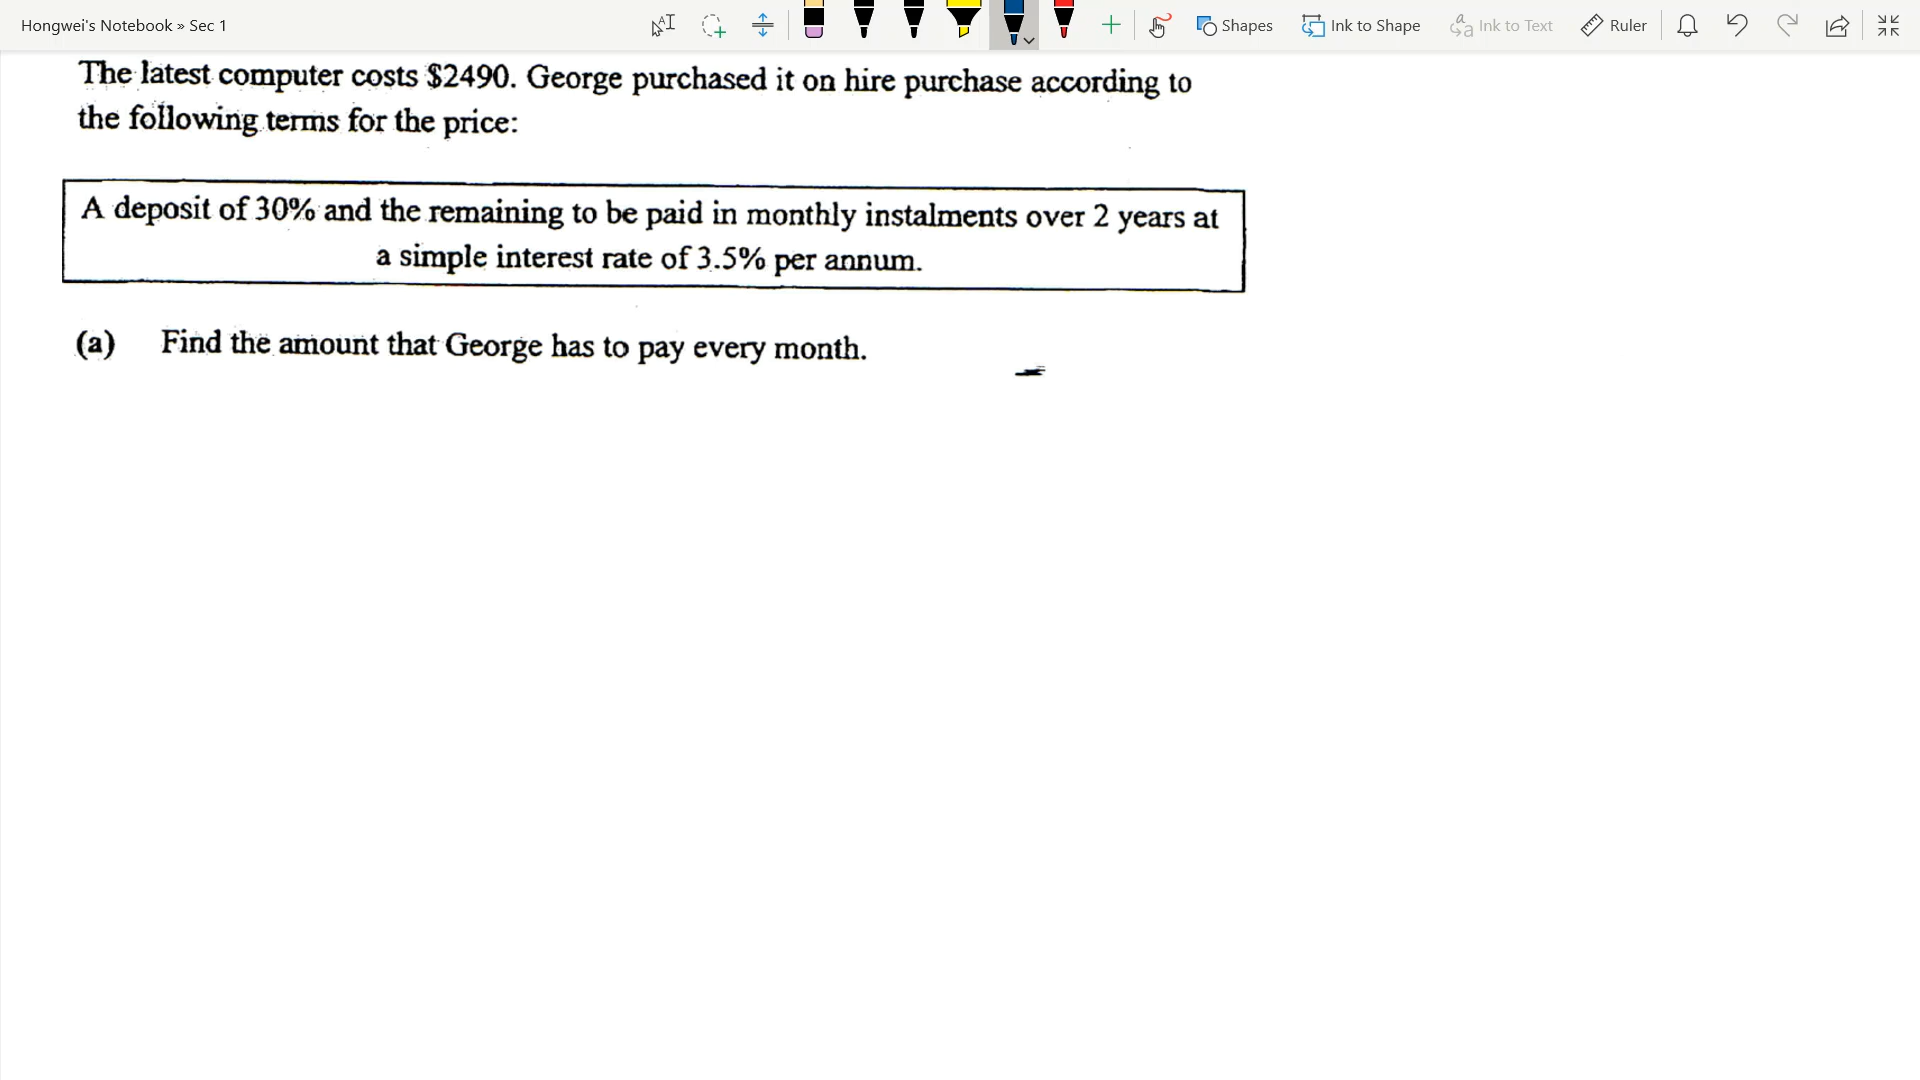 Hongwei's Notebook » Sec 1
Shapes
Ink to Shape
Ink to Text
Ruler
The latest computer costs $2490. George purchased it on hire purchase according to
the following terms for the price:
A deposit of 30% and the remaining to be paid in monthly instalments over 2 years at
a simple interest rate of 3.5% per annum.
(a) Find the amount that George has to pay every month.